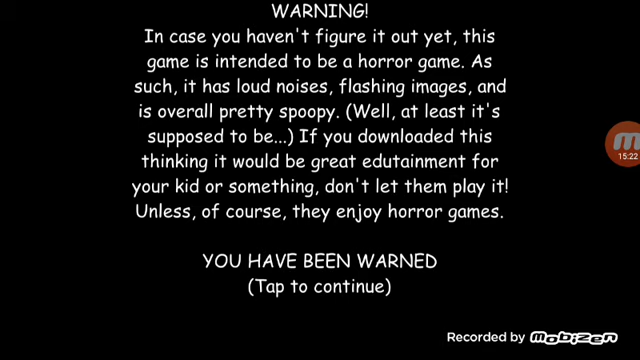 WARNING!
In case you haven't figure it out yet, this
game is intended to be a horror game. As
such, it has loud noises, flashing images, and
is overall pretty spoopy. (Well, at least it's
supposed to be...) If you downloaded this
thinking it would be great edutainment for
your kid or something, don't let them play it!
Unless, of course, they enjoy horror games.
YOU HAVE BEEN WARNED
(Tap to continue)
15:22
Recorded by mobizen